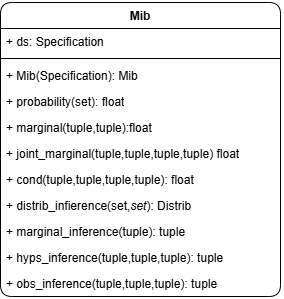 Mib
+ ds: Specification
+ Mib(Specification): Mib
+ probability(set): float
+ marginal(tuple,tuple):float
+ joint_marginal(tuple,tuple,tuple,tuple) float
+ cond(tuple,tuple,tuple,tuple): float
+ distrib_infierence(set,set): Distrib
+ marginal_inference(tuple): tuple
+ hyps_inference(tuple,tuple,tuple): tuple
+ obs_inference(tuple,tuple,tuple): tuple